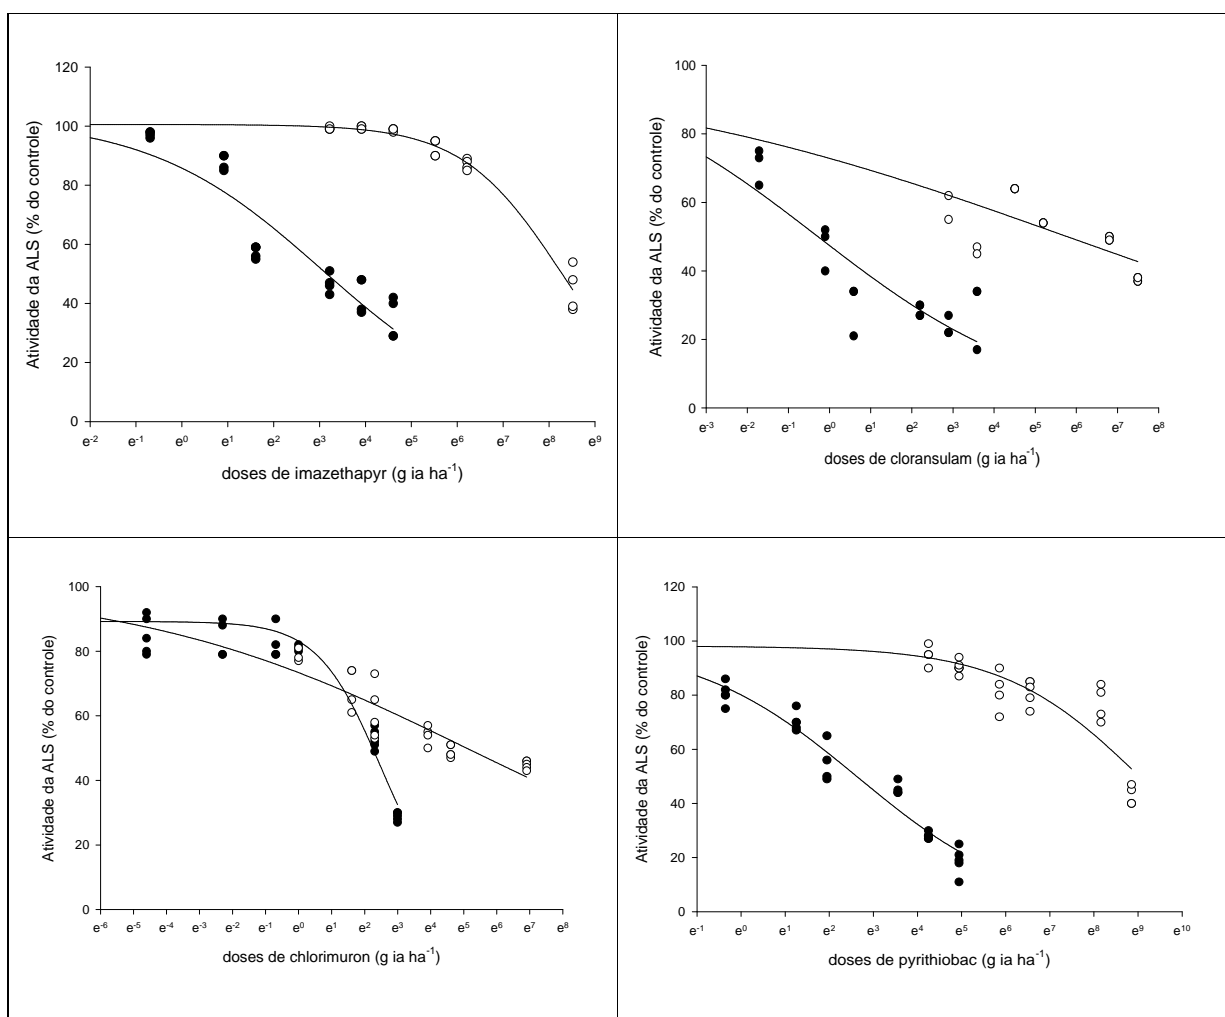 120
100
80
60
40
20
0
Atividade da ALS (% do controle)
e-2 e-1 e0 e1 e2 e3 e4 e5 e6 e7 e8 e9
doses de imazethapyr (g ia ha-1)
100
80
60
40
20
0
Atividade da ALS (% do controle)
e-3 e-2 e-1 e0 e1 e2 e3 e4 e5 e6 e7 e8
doses de cloransulam (g ia ha-1)
100
80
60
40
20
0
Atividade da ALS (% do controle)
e-6 e-5 e-4 e-3 e-2 e-1 e0 e1 e2 e3 e4 e5 e6 e7 e8
doses de chlorimuron (g ia ha-1)
120
100
80
60
40
20
0
Atividade da ALS (% do controle)
e-1 e0 e1 e2 e3 e4 e5 e6 e7 e8 e9 e10
doses de pyrithiobac (g ia ha-1)